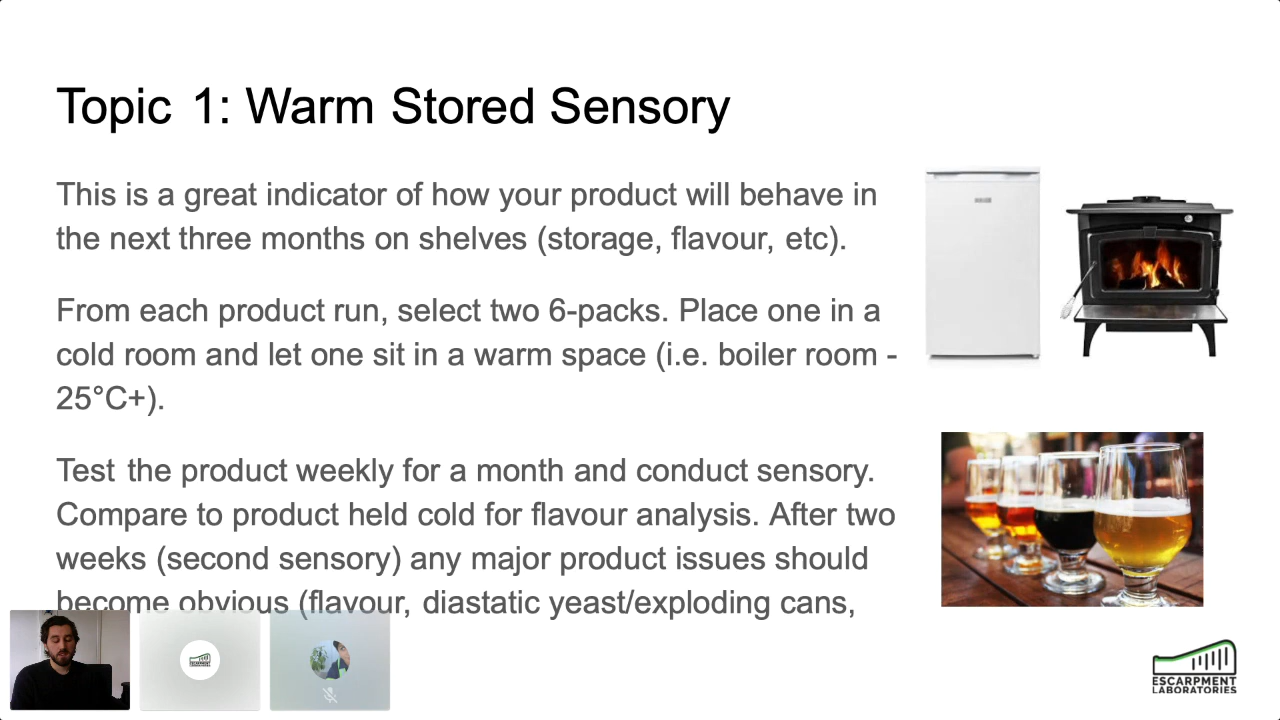 Topic 1: Warm Stored Sensory
This is a great indicator of how your product will behave in
the next three months on shelves (storage, flavour, etc).
From each product run, select two 6-packs. Place one in a
cold room and let one sit in a warm space (i.e. boiler room -
25°C+).
Test the product weekly for a month and conduct sensory.
Compare to product held cold for flavour analysis. After two
weeks (second sensory) any major product issues should
become obvious (flavour, diastatic yeast/exploding cans,
ESCARPMENT
LABORATORIES
ESCARPMENT
LABORATORIES